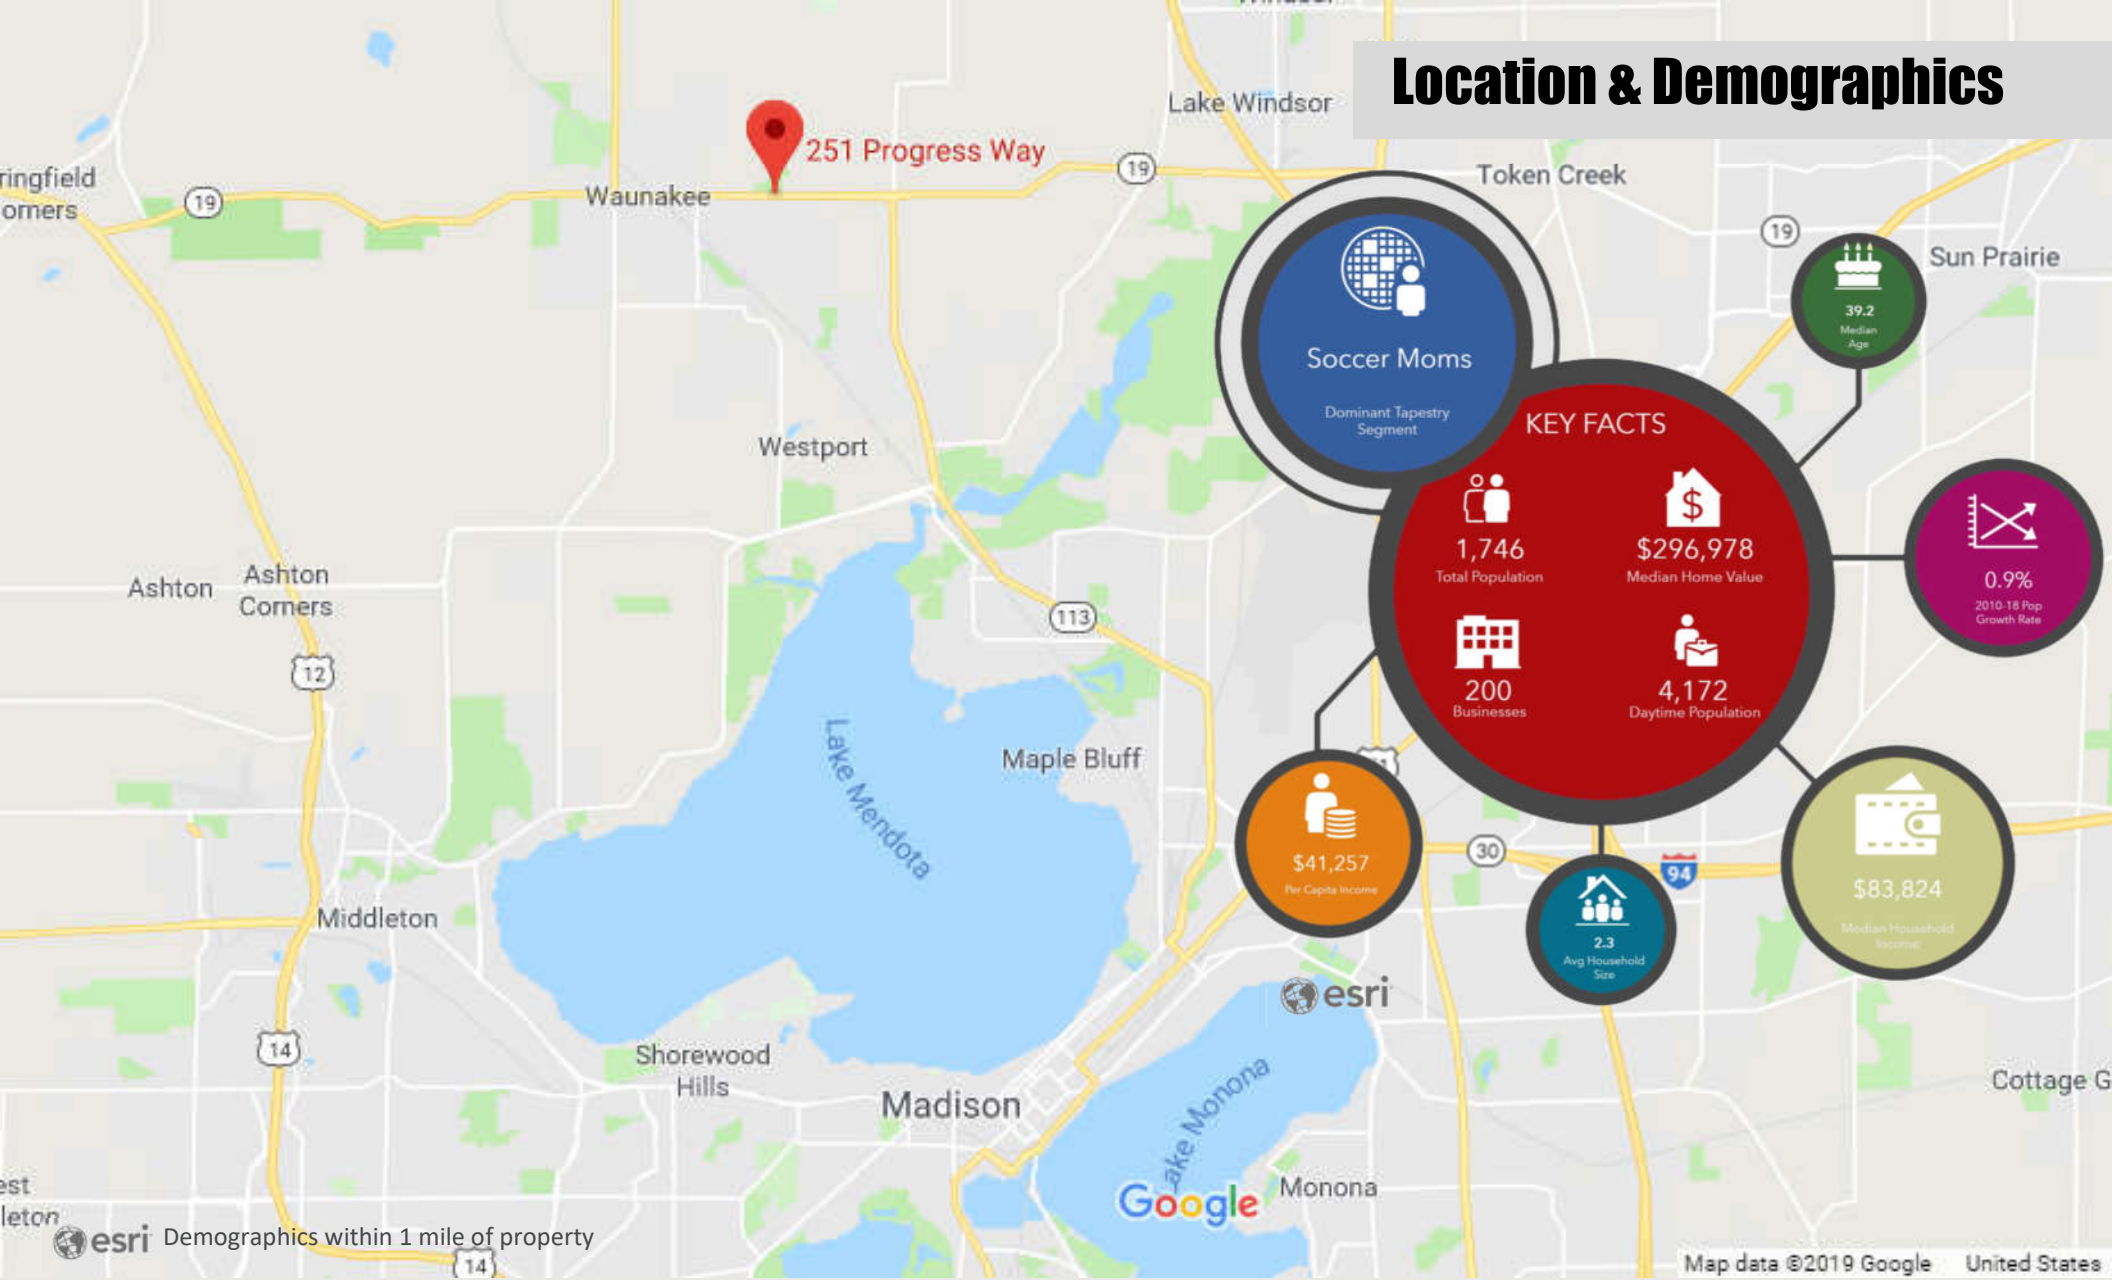 Location & Demographics
Lake Windsor
251 Progress Way
19
Token Creek
Waunakee
19
19
Sun Prairie
39.2
Median
Age
Soccer Moms
Dominant Tapestry
Segment
KEY FACTS
1,746
Total Population
$296,978
Median Home Value
200
Businesses
4,172
Daytime Population
0.9%
2010-18 Pop
Growth Rate
Westport
Ashton
Ashton
Corners
113
12
Lake Mendota
Maple Bluff
$41,257
Per Capita Income
30
94
2.3
Avg Household
Size
$83,824
Median Household
Income
Middleton
esri
14
Shorewood
Hills
Madison
ake Monona
Cottage G
Monona
Google
est
leton
esri
Demographics within 1 mile of property
14
Map data ©2019 Google
United States
ringfield
orners